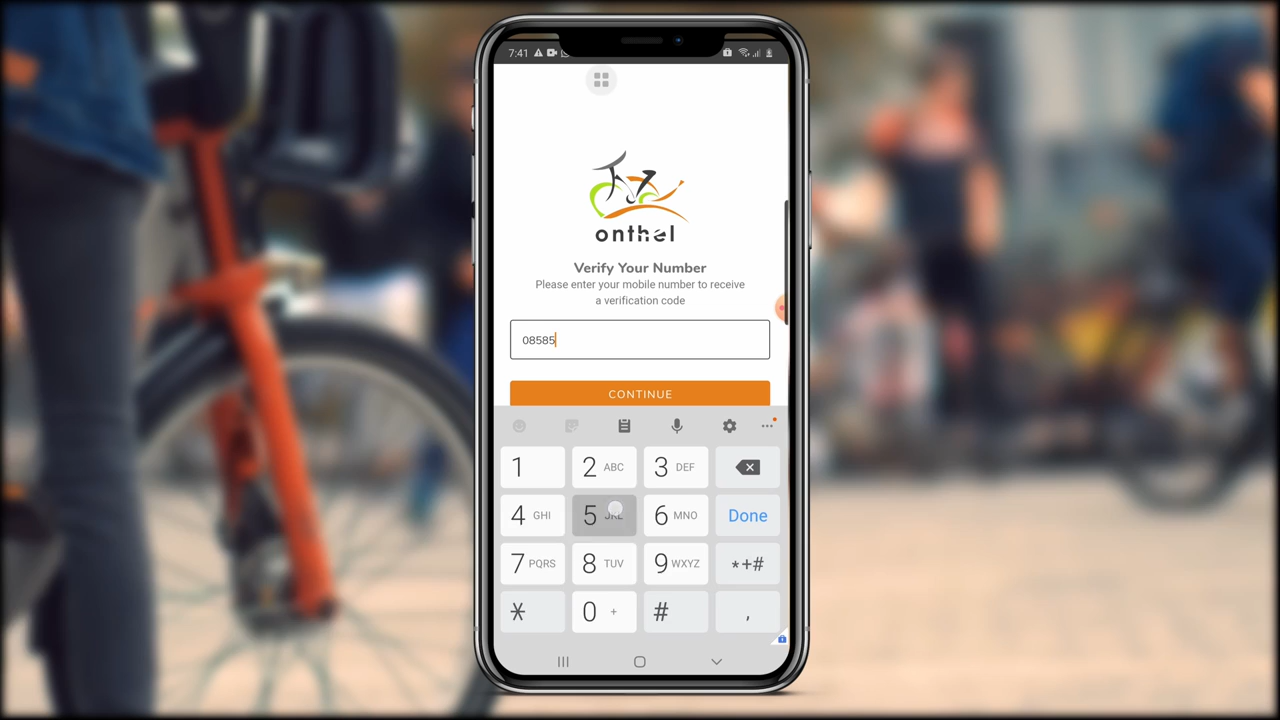 7:41
onthel
Verify Your Number
Please enter your mobile number to receive
a verification code
08585
CONTINUE
1
2 ABC
3 DEF
4 GHI
5 JKL
6 MNO
Done
7 PQRS
8 TUV
9 WXYZ
*+#
*
0 +
#
,